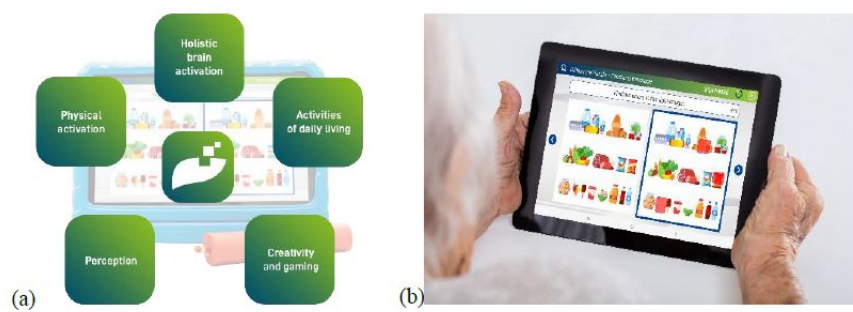 Holistic
brain
activation
Physical
activation
Activities
of daily living
Perception
Creativity
and gaming
(a)
(b)